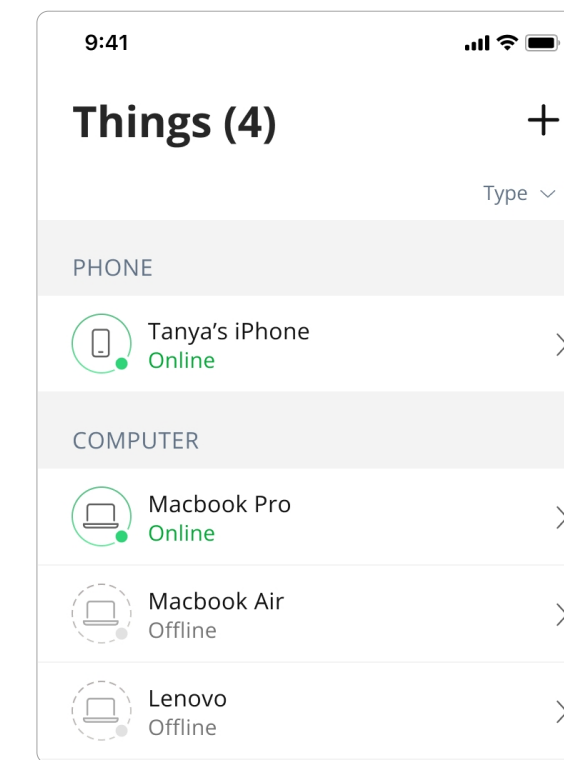 9:41
Things (4)
Type
PHONE
Tanya’s iPhone
Online
COMPUTER
Macbook Pro
Online
Macbook Air
Offline
Lenovo
Offline